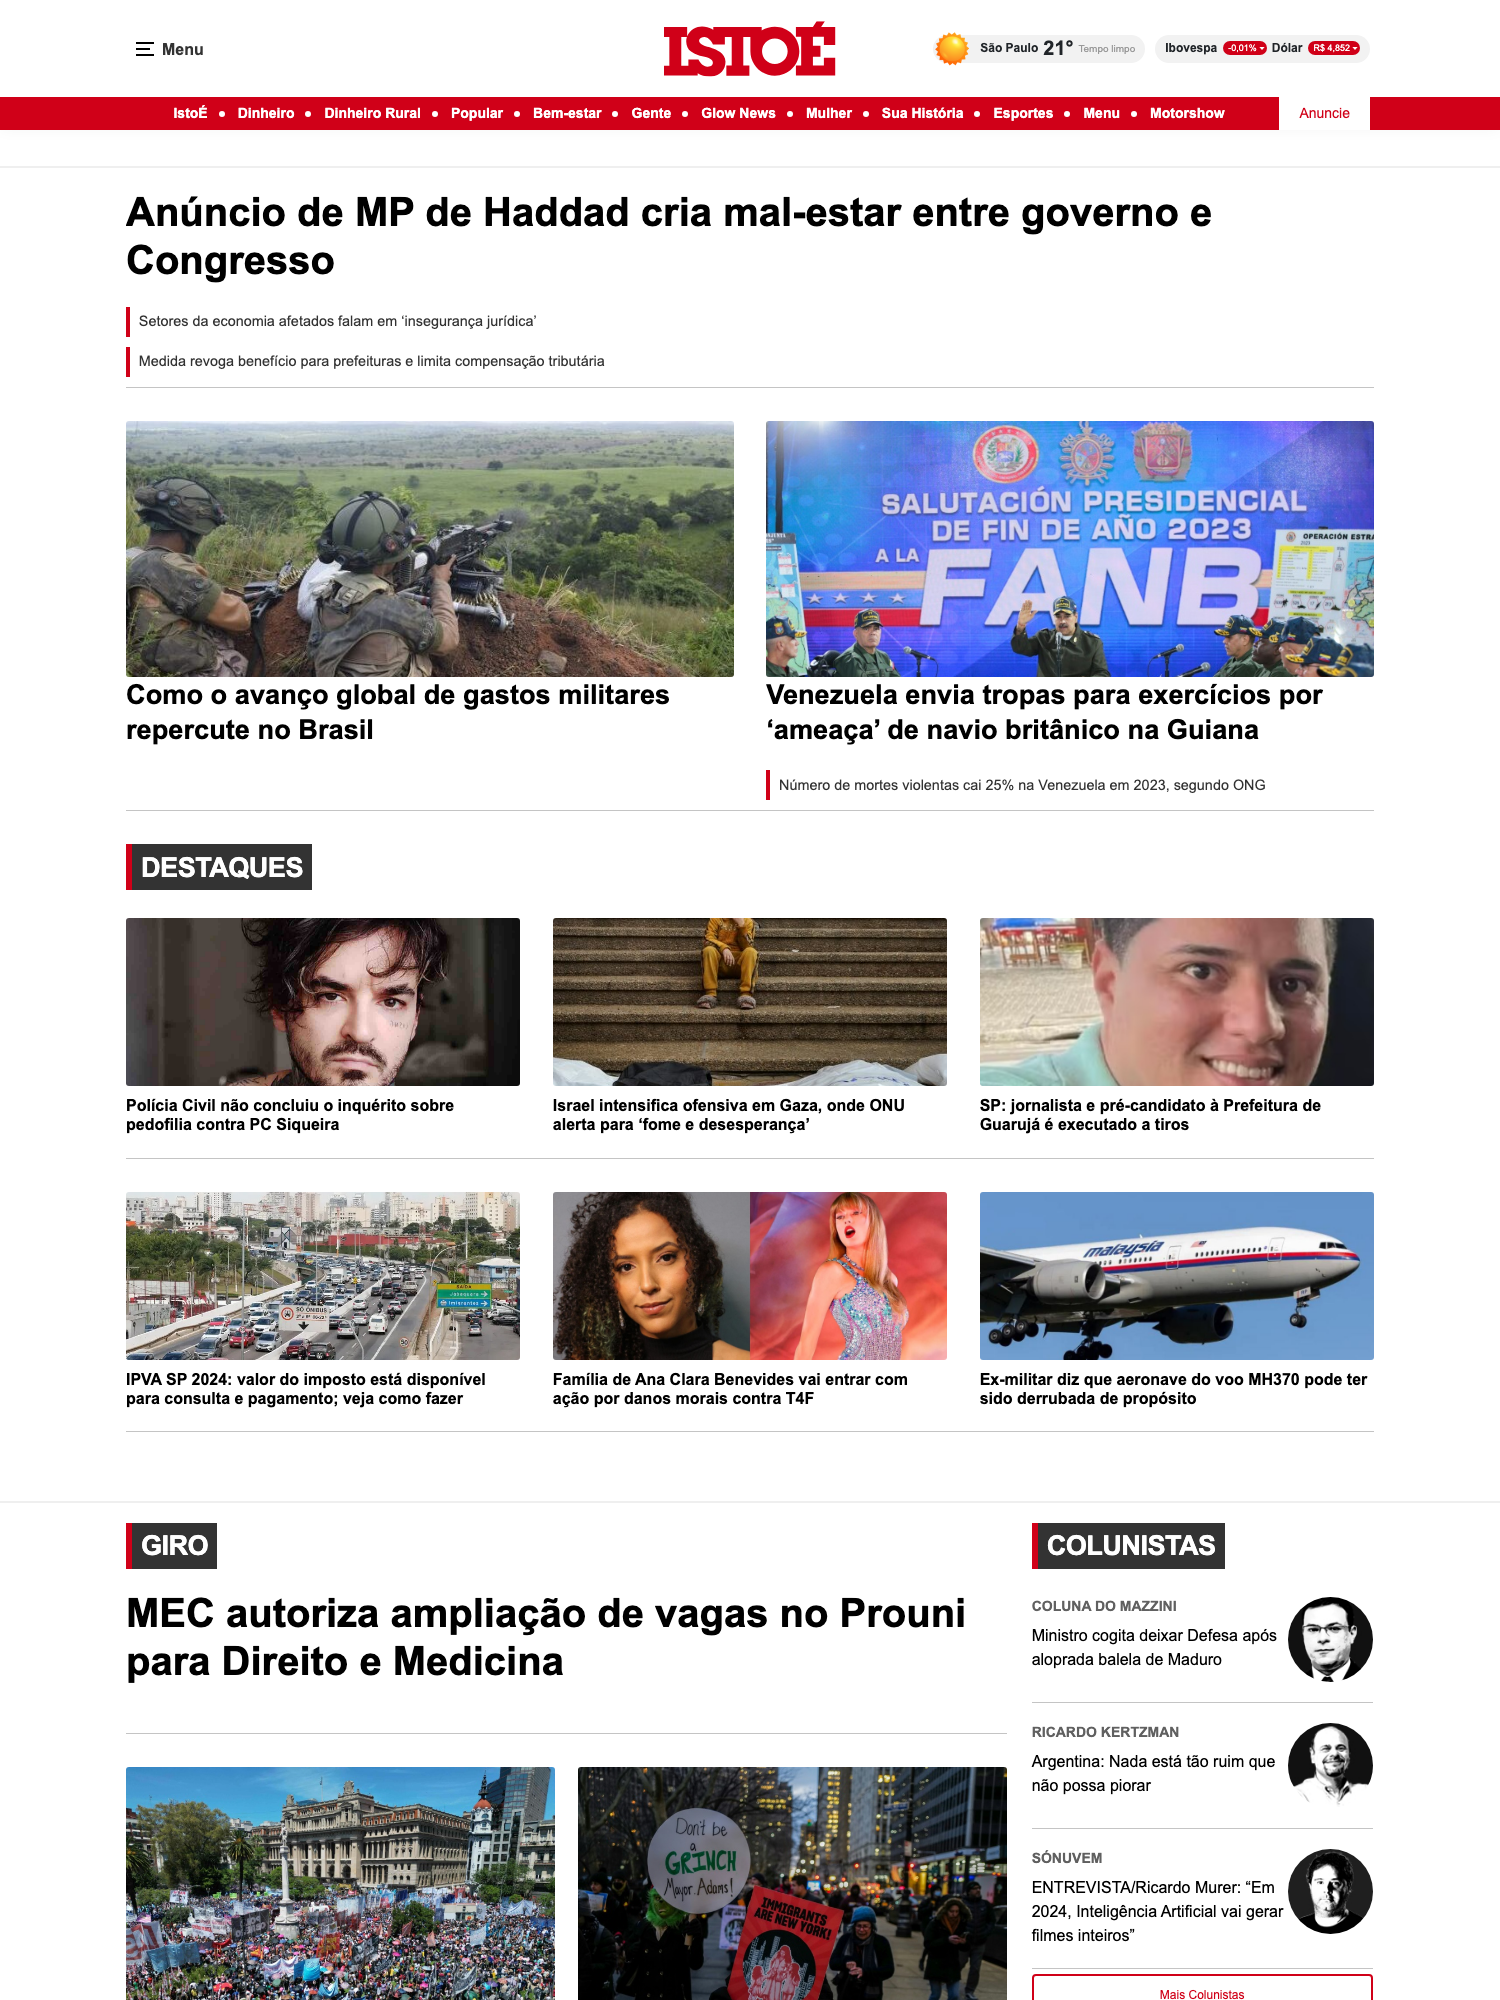 Menu
ISTOÉ
São Paulo 21° Tempo limpo
Ibovespa -0,01% Dólar R$ 4,852
IstoÉ • Dinheiro • Dinheiro Rural • Popular • Bem-estar • Gente • Glow News • Mulher • Sua História • Esportes • Menu • Motorshow
Anuncie
Anúncio de MP de Haddad cria mal-estar entre governo e
Congresso
Setores da economia afetados falam em ‘insegurança jurídica’
Medida revoga benefício para prefeituras e limita compensação tributária
SALUTACIÓN PRESIDENCIAL
DE FIN DE AÑO 2023
A LA
FANB
OPERACIÓN ESTRA
Como o avanço global de gastos militares
repercute no Brasil
Venezuela envia tropas para exercícios por
‘ameaça’ de navio britânico na Guiana
Número de mortes violentas cai 25% na Venezuela em 2023, segundo ONG
DESTAQUES
Polícia Civil não concluiu o inquérito sobre
pedofilia contra PC Siqueira
Israel intensifica ofensiva em Gaza, onde ONU
alerta para ‘fome e desesperança’
SP: jornalista e pré-candidato à Prefeitura de
Guarujá é executado a tiros
SÓ ÔNIBUS
SAÍDA
Jabaquara
Imigrantes
malaysia
IPVA SP 2024: valor do imposto está disponível
para consulta e pagamento; veja como fazer
Família de Ana Clara Benevides vai entrar com
ação por danos morais contra T4F
Ex-militar diz que aeronave do voo MH370 pode ter
sido derrubada de propósito
GIRO
MEC autoriza ampliação de vagas no Prouni
para Direito e Medicina
Don't be
a
GRINCH
Mayor Adams!
IMMIGRANTS
ARE NEW YORK!
COLUNISTAS
COLUNA DO MAZZINI
Ministro cogita deixar Defesa após
aloprada balela de Maduro
RICARDO KERTZMAN
Argentina: Nada está tão ruim que
não possa piorar
SÓNUVEM
ENTREVISTA/Ricardo Murer: “Em
2024, Inteligência Artificial vai gerar
filmes inteiros”
Mais Colunistas